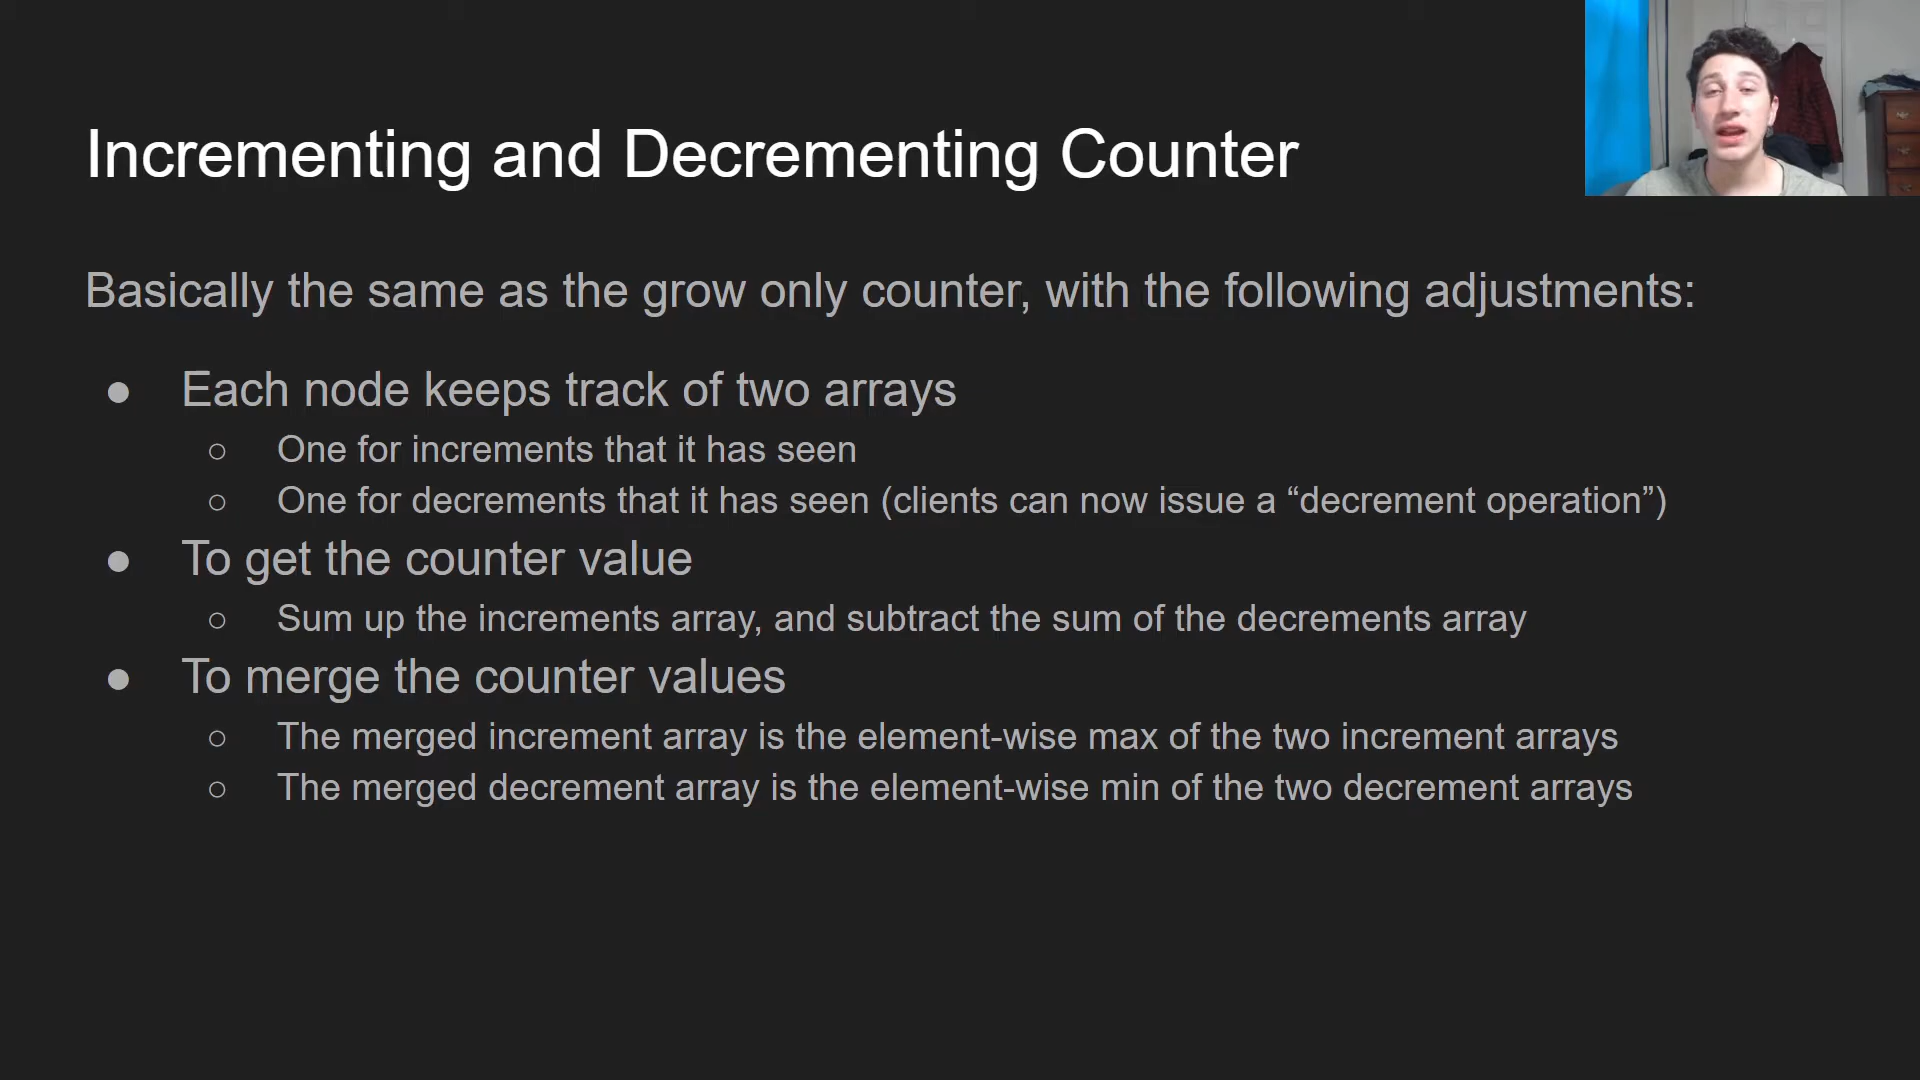 Incrementing and Decrementing Counter
Basically the same as the grow only counter, with the following adjustments:
● Each node keeps track of two arrays
○ One for increments that it has seen
○ One for decrements that it has seen (clients can now issue a “decrement operation”)
● To get the counter value
○ Sum up the increments array, and subtract the sum of the decrements array
● To merge the counter values
○ The merged increment array is the element-wise max of the two increment arrays
○ The merged decrement array is the element-wise min of the two decrement arrays